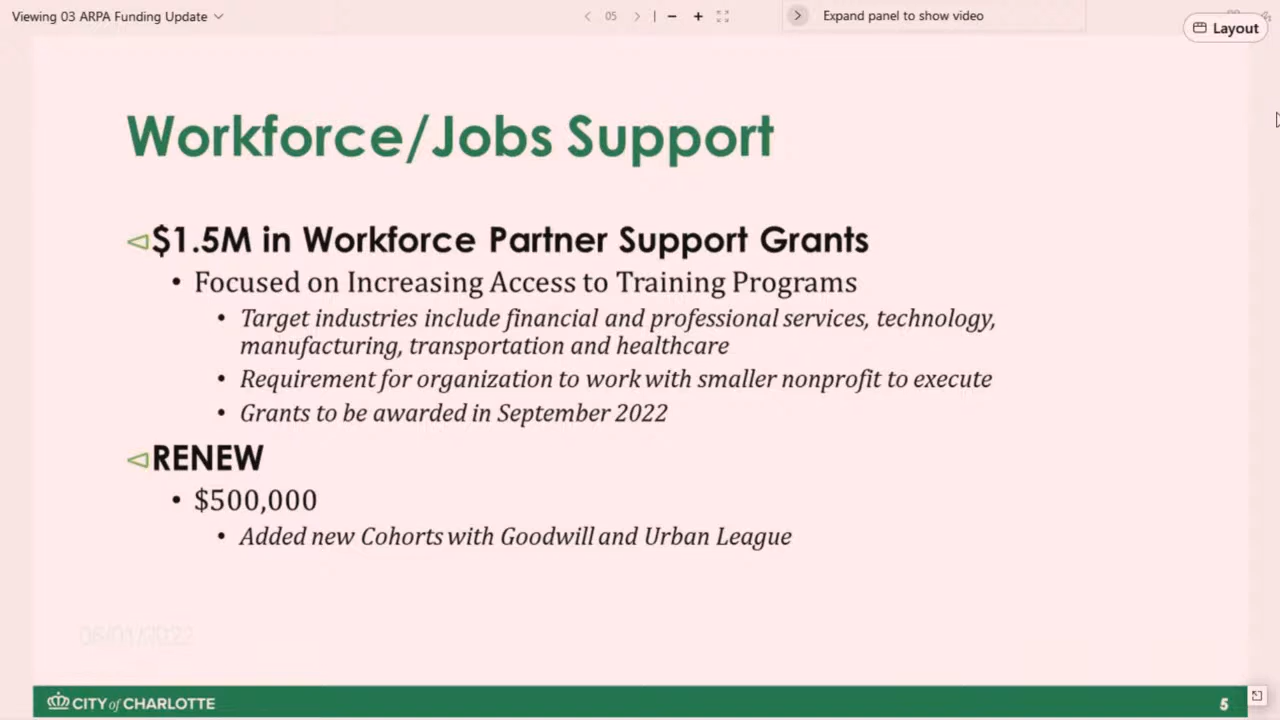 Viewing 03 ARPA Funding Update
05
Expand panel to show video
Layout
Workforce/Jobs Support
$1.5M in Workforce Partner Support Grants
• Focused on Increasing Access to Training Programs
• Target industries include financial and professional services, technology,
manufacturing, transportation and healthcare
• Requirement for organization to work with smaller nonprofit to execute
• Grants to be awarded in September 2022
RENEW
• $500,000
• Added new Cohorts with Goodwill and Urban League
CITY of CHARLOTTE
5